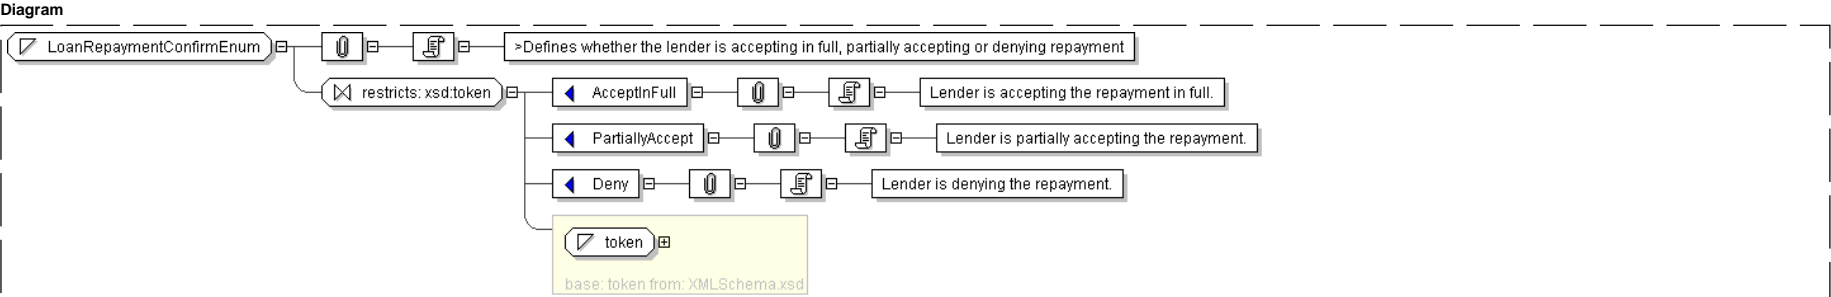 Diagram
LoanRepaymentConfirmEnum >Defines whether the lender is accepting in full, partially accepting or denying repayment
restricts: xsd:token AcceptInFull Lender is accepting the repayment in full.
PartiallyAccept Lender is partially accepting the repayment.
Deny Lender is denying the repayment.
token
base: token from: XMLSchema.xsd